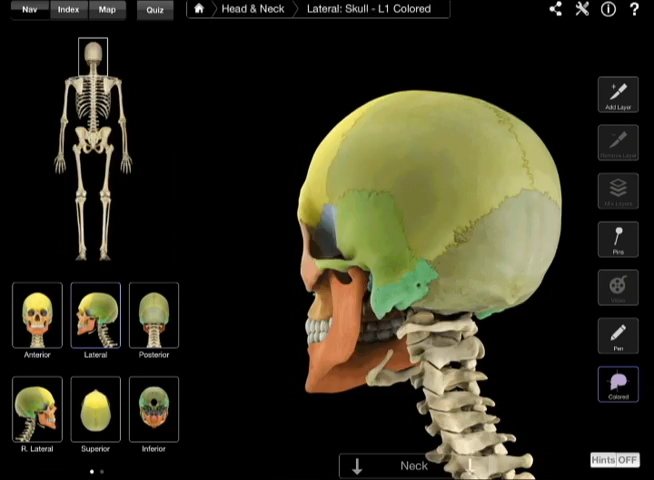 Nav Index Map Quiz Head & Neck Lateral: Skull - L1 Colored ?
Add Layer
Remove Layer
Mix Layers
Pins
Video
Pen
Colored
Anterior Lateral Posterior
R. Lateral Superior Inferior
Neck
Hints OFF